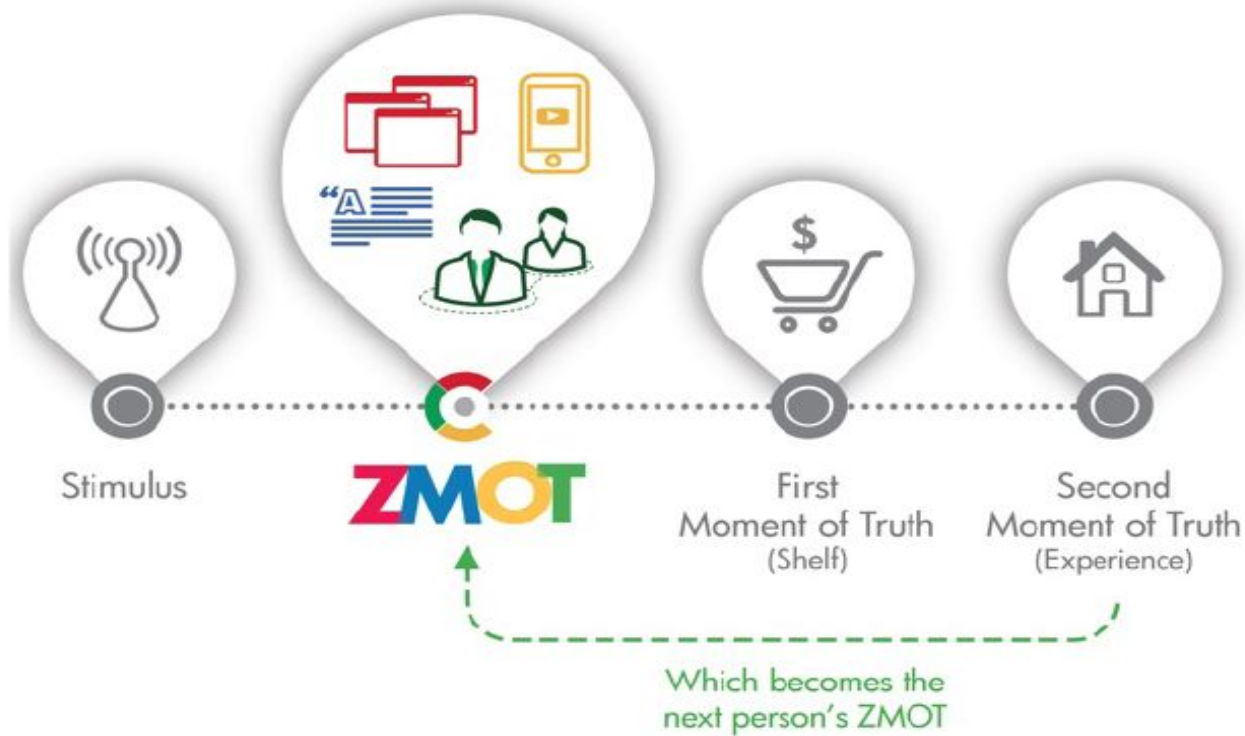 “A
Stimulus
ZMOT
$
First
Moment of Truth
(Shelf)
Second
Moment of Truth
(Experience)
Which becomes the
next person's ZMOT